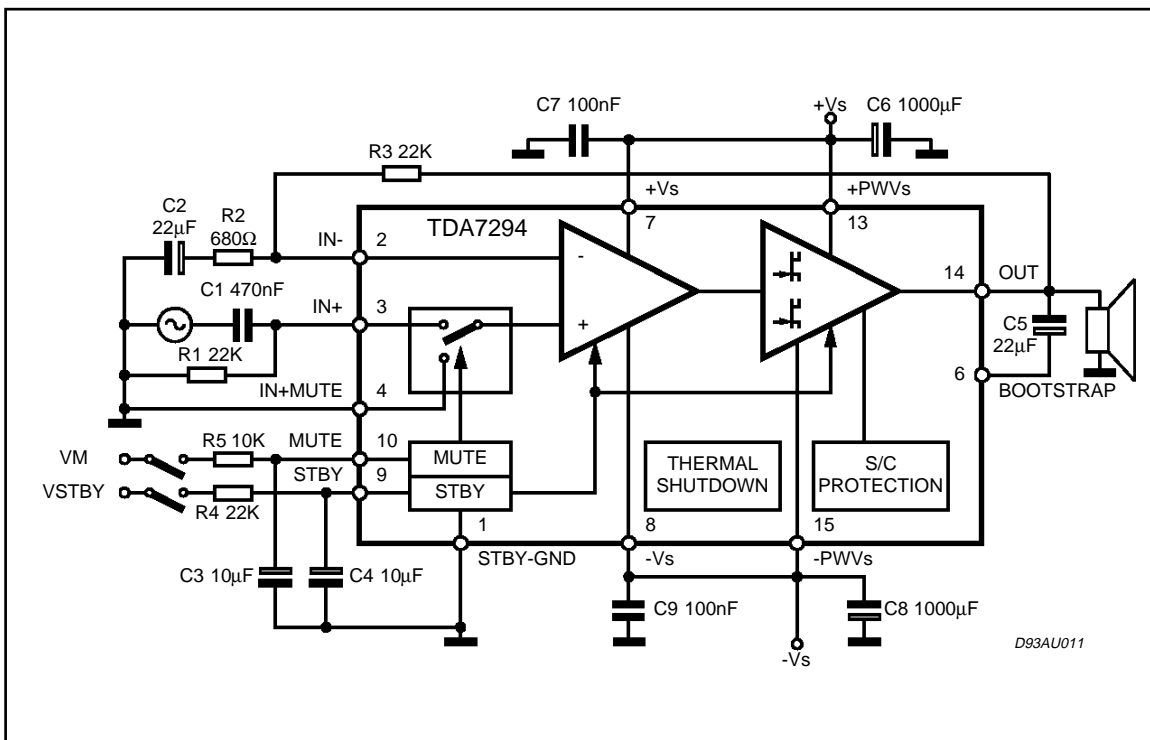 C7 100nF
+Vs
C6 1000µF
R3 22K
+Vs
+PWVs
C2
22µF
R2
680Ω
TDA7294
7
13
IN-
2
-
14
OUT
C1 470nF
IN+
3
+
C5
22µF
R1 22K
IN+MUTE
4
6
BOOTSTRAP
VM
R5 10K
MUTE
10
MUTE
THERMAL
SHUTDOWN
S/C
PROTECTION
VSTBY
R4 22K
STBY
9
STBY
1
8
15
STBY-GND
-Vs
-PWVs
C3 10µF
C4 10µF
C9 100nF
C8 1000µF
-Vs
D93AU011